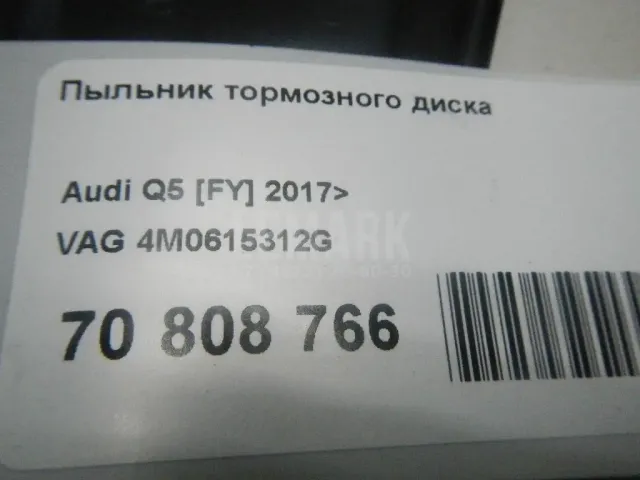 Пыльник тормозного диска
Audi Q5 [FY] 2017>
VAG 4M0615312G
70 808 766